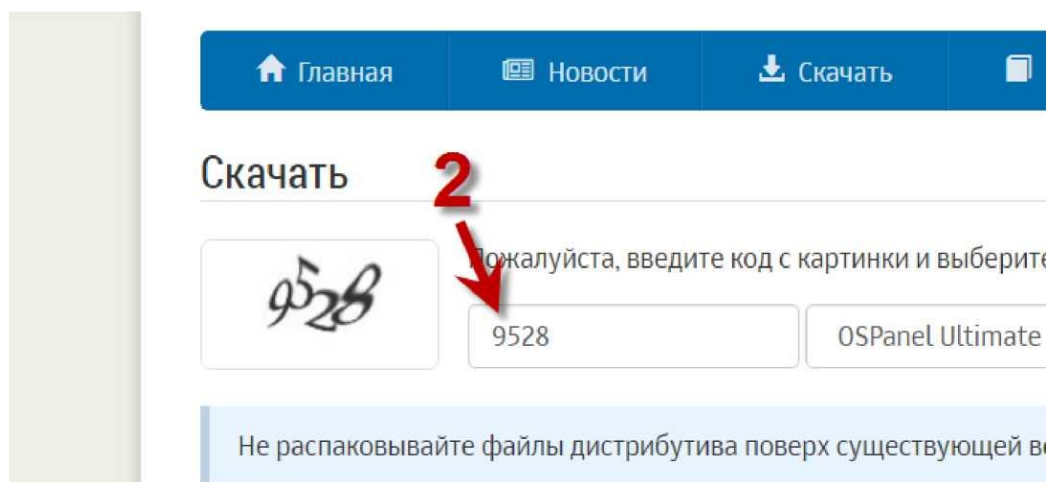 Главная Новости Скачать
Скачать
2
9528
Пожалуйста, введите код с картинки и выберите
9528 OSPanel Ultimate
Не распаковывайте файлы дистрибутива поверх существующей